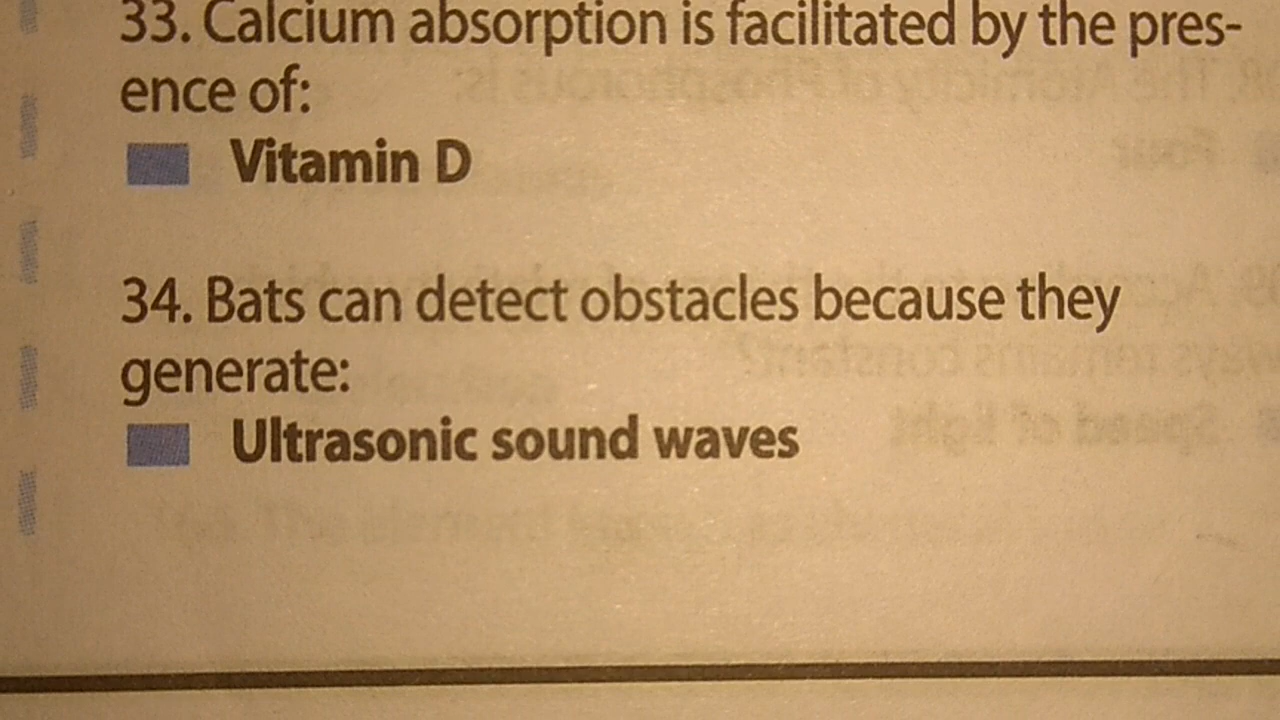 33. Calcium absorption is facilitated by the pres-
ence of:
Vitamin D
34. Bats can detect obstacles because they
generate:
Ultrasonic sound waves